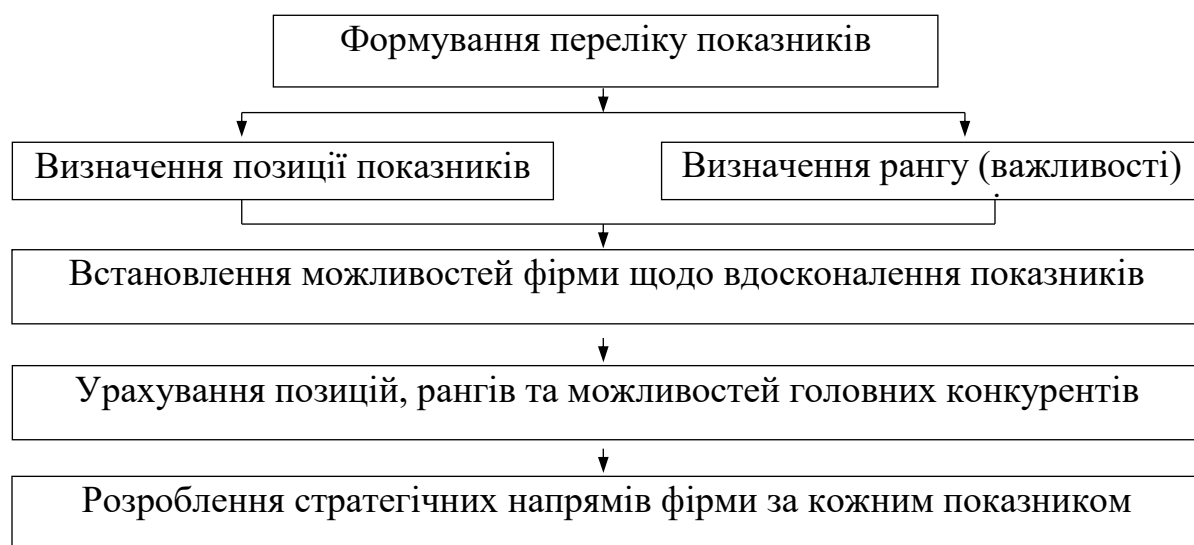 Формування переліку показників
Визначення позиції показників
Визначення рангу (важливості)
Встановлення можливостей фірми щодо вдосконалення показників
Урахування позицій, рангів та можливостей головних конкурентів
Розроблення стратегічних напрямів фірми за кожним показником